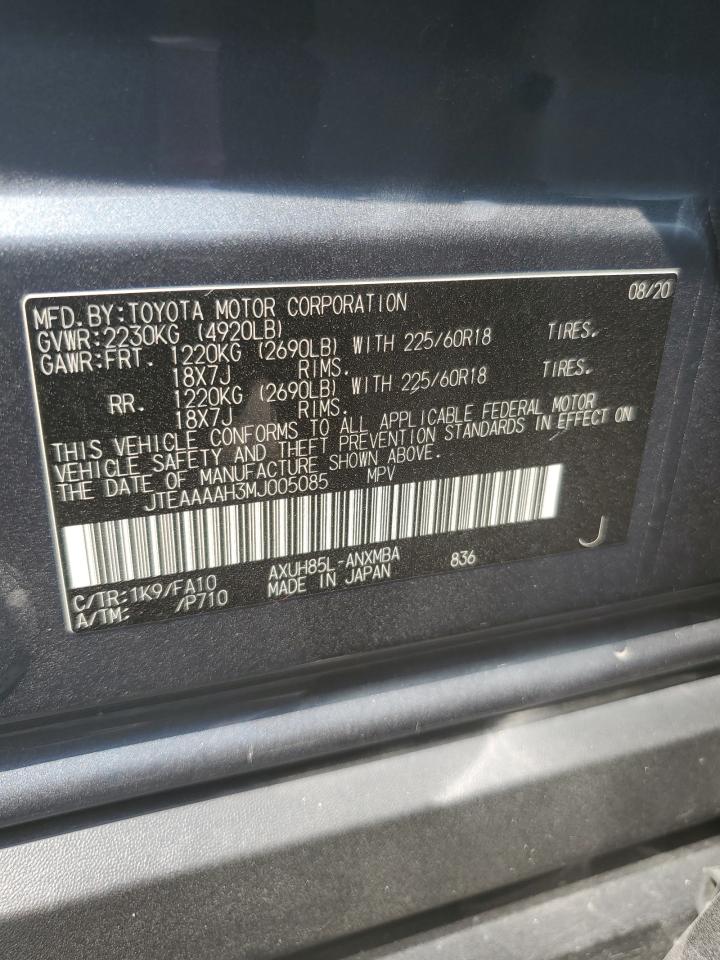 MFD.BY:TOYOTA MOTOR CORPORATION 08/20
GVWR:2230KG (4920LB)
GAWR:FRT. 1220KG (2690LB) WITH 225/60R18 TIRES.
18X7J RIMS.
RR. 1220KG (2690LB) WITH 225/60R18 TIRES.
18X7J RIMS.
THIS VEHICLE CONFORMS TO ALL APPLICABLE FEDERAL MOTOR
VEHICLE SAFETY AND THEFT PREVENTION STANDARDS IN EFFECT ON
THE DATE OF MANUFACTURE SHOWN ABOVE.
JTEAAAAH3MJ005085 MPV
J
C/TR:1K9/FA10 AXUH85L-ANXMBA 836
A/TM: /P710 MADE IN JAPAN